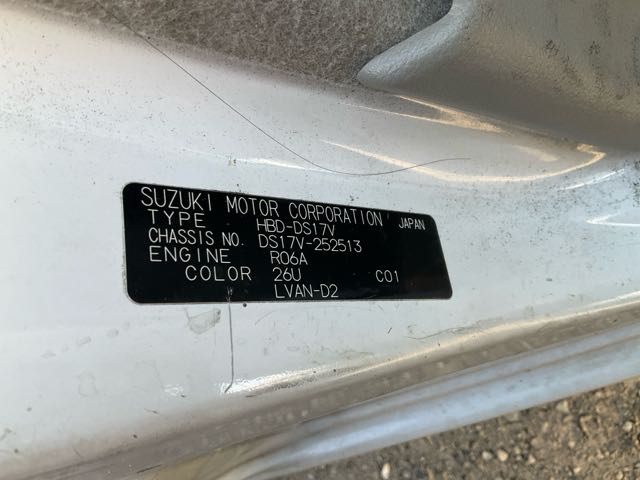 SUZUKI MOTOR CORPORATION JAPAN
TYPE HBD-DS17V
CHASSIS NO. DS17V-252513
ENGINE R06A
COLOR 26U C01
LVAN-D2